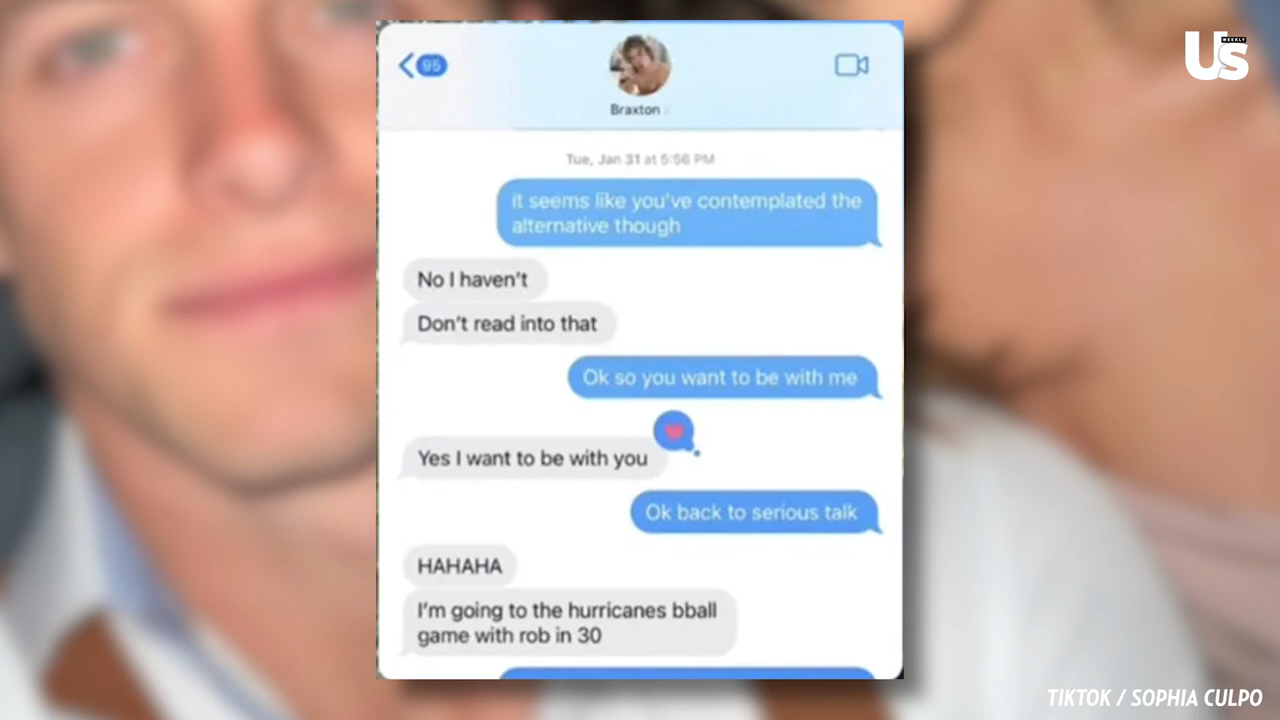 Us
WEEKLY
95
Braxton
Tue, Jan 31 at 5:56 PM
it seems like you've contemplated the
alternative though
No I haven't
Don't read into that
Ok so you want to be with me
Yes I want to be with you
Ok back to serious talk
HAHAHA
I'm going to the hurricanes bball
game with rob in 30
TIKTOK / SOPHIA CULPO